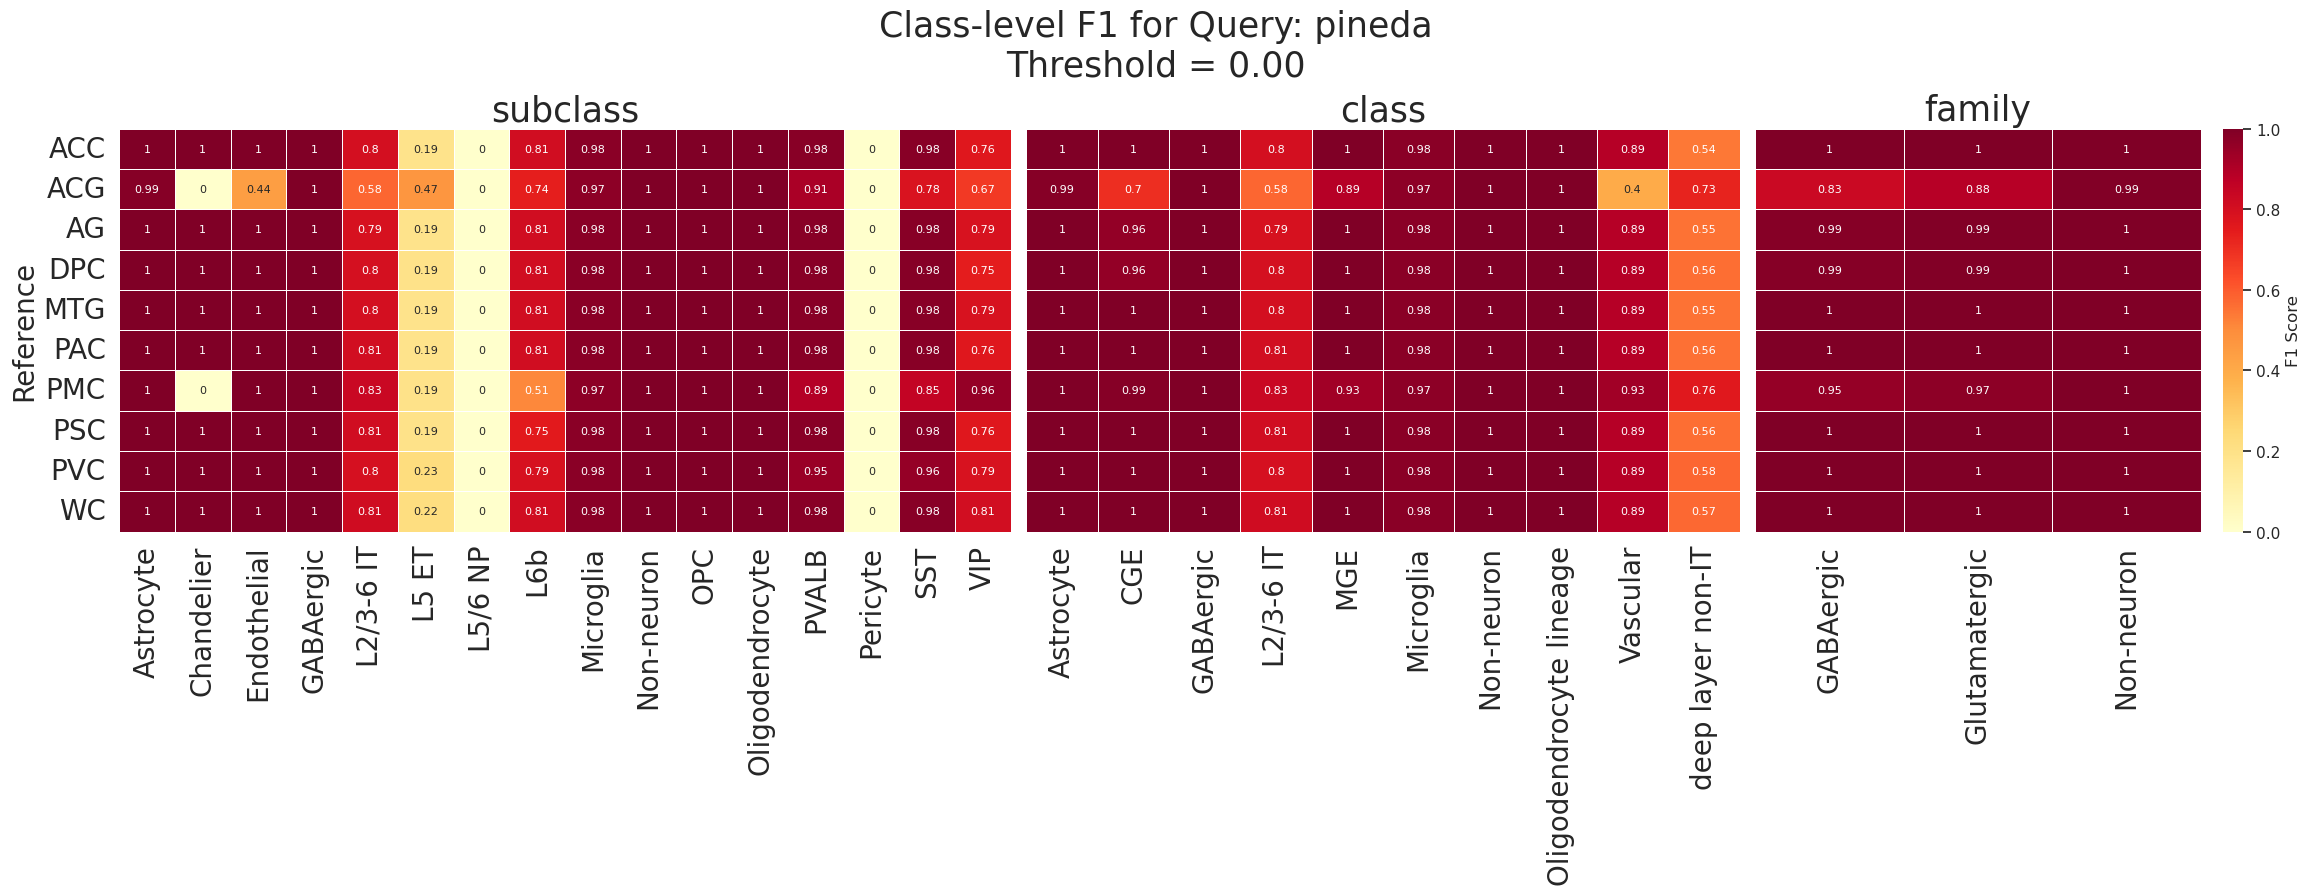 Class-level F1 for Query: pineda
Threshold = 0.00
subclass class family
Reference
ACC 1 1 1 1 0.8 0.19 0 0.81 0.98 1 1 1 0.98 0 0.98 0.76 1 1 1 0.8 1 0.98 1 1 0.89 0.54 1 1 1
ACG 0.99 0 0.44 1 0.58 0.47 0 0.74 0.97 1 1 1 0.91 0 0.78 0.67 0.99 0.7 1 0.58 0.89 0.97 1 1 0.4 0.73 0.83 0.88 0.99
AG 1 1 1 1 0.79 0.19 0 0.81 0.98 1 1 1 0.98 0 0.98 0.79 1 0.96 1 0.79 1 0.98 1 1 0.89 0.55 0.99 0.99 1
DPC 1 1 1 1 0.8 0.19 0 0.81 0.98 1 1 1 0.98 0 0.98 0.75 1 0.96 1 0.8 1 0.98 1 1 0.89 0.56 0.99 0.99 1
MTG 1 1 1 1 0.8 0.19 0 0.81 0.98 1 1 1 0.98 0 0.98 0.79 1 1 1 0.8 1 0.98 1 1 0.89 0.55 1 1 1
PAC 1 1 1 1 0.81 0.19 0 0.81 0.98 1 1 1 0.98 0 0.98 0.76 1 1 1 0.81 1 0.98 1 1 0.89 0.56 1 1 1
PMC 1 0 1 1 0.83 0.19 0 0.51 0.97 1 1 1 0.89 0 0.85 0.96 1 0.99 1 0.83 0.93 0.97 1 1 0.93 0.76 0.95 0.97 1
PSC 1 1 1 1 0.81 0.19 0 0.75 0.98 1 1 1 0.98 0 0.98 0.76 1 1 1 0.81 1 0.98 1 1 0.89 0.56 1 1 1
PVC 1 1 1 1 0.8 0.23 0 0.79 0.98 1 1 1 0.95 0 0.96 0.79 1 1 1 0.8 1 0.98 1 1 0.89 0.58 1 1 1
WC 1 1 1 1 0.81 0.22 0 0.81 0.98 1 1 1 0.98 0 0.98 0.81 1 1 1 0.81 1 0.98 1 1 0.89 0.57 1 1 1
Astrocyte
Chandelier
Endothelial
GABAergic
L2/3-6 IT
L5 ET
L5/6 NP
L6b
Microglia
Non-neuron
OPC
Oligodendrocyte
PVALB
Pericyte
SST
VIP
Astrocyte
CGE
GABAergic
L2/3-6 IT
MGE
Microglia
Non-neuron
Oligodendrocyte lineage
Vascular
deep layer non-IT
GABAergic
Glutamatergic
Non-neuron
1.0
0.8
0.6
0.4
0.2
0.0
F1 Score